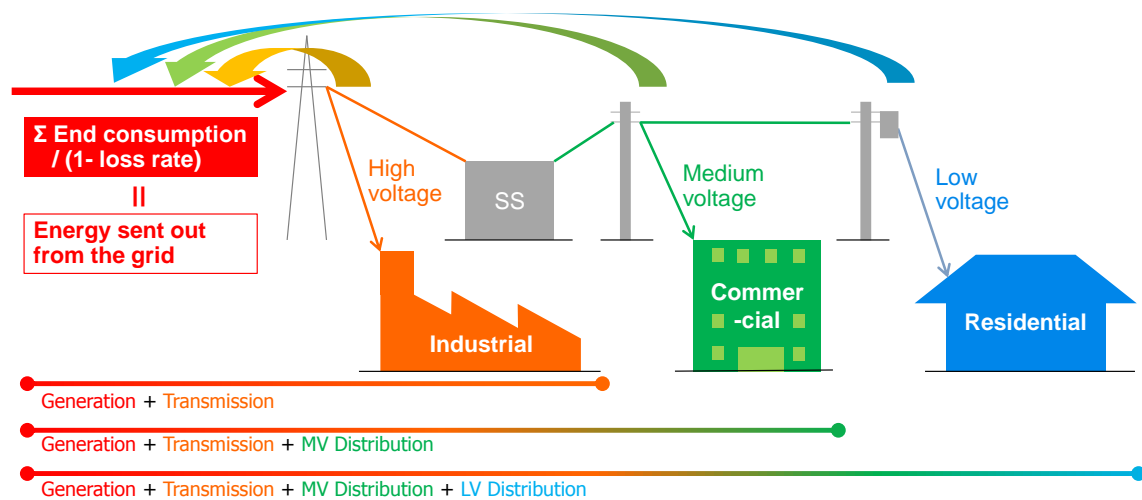 Σ End consumption
/ (1- loss rate)
=
Energy sent out
from the grid
High
voltage
SS
Medium
voltage
Low
voltage
Industrial
Commer
-cial
Residential
Generation + Transmission
Generation + Transmission + MV Distribution
Generation + Transmission + MV Distribution + LV Distribution